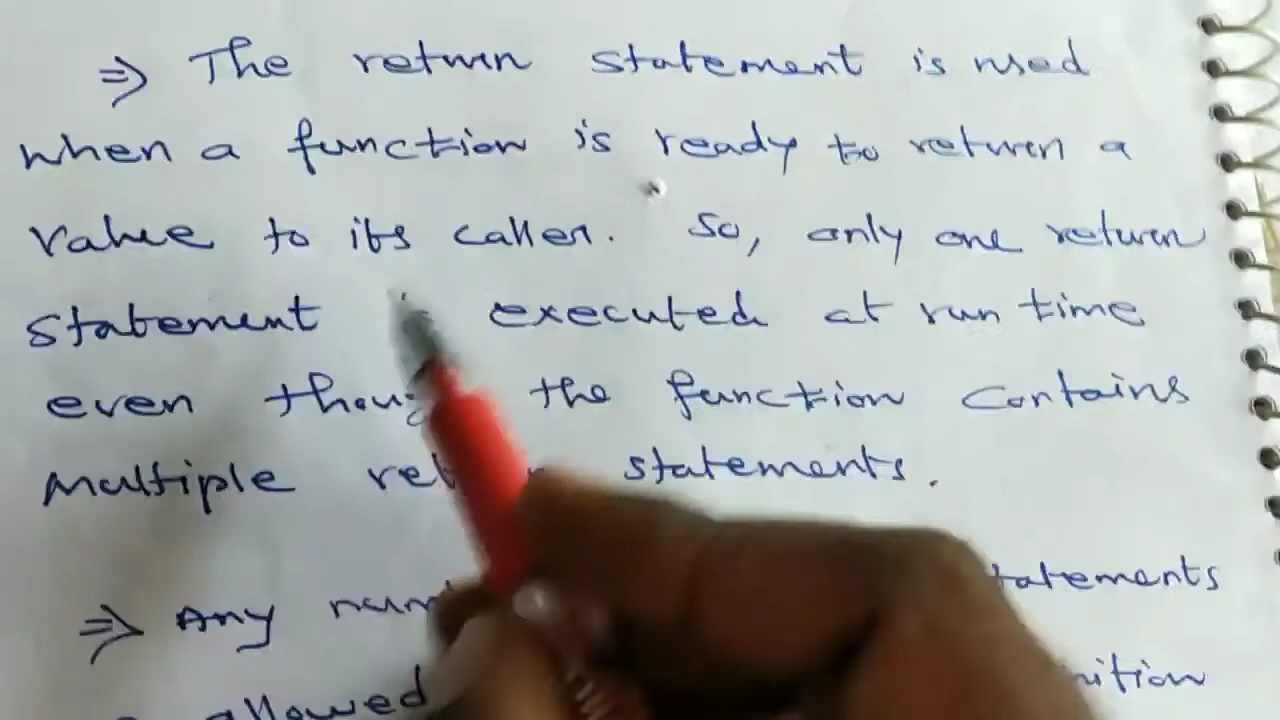 ⇒ The return statement is used
when a function is ready to return a
value to its caller. So, only one return
statement executed at run time
even the function contains
multiple statements.
⇒ Any statements
allowed